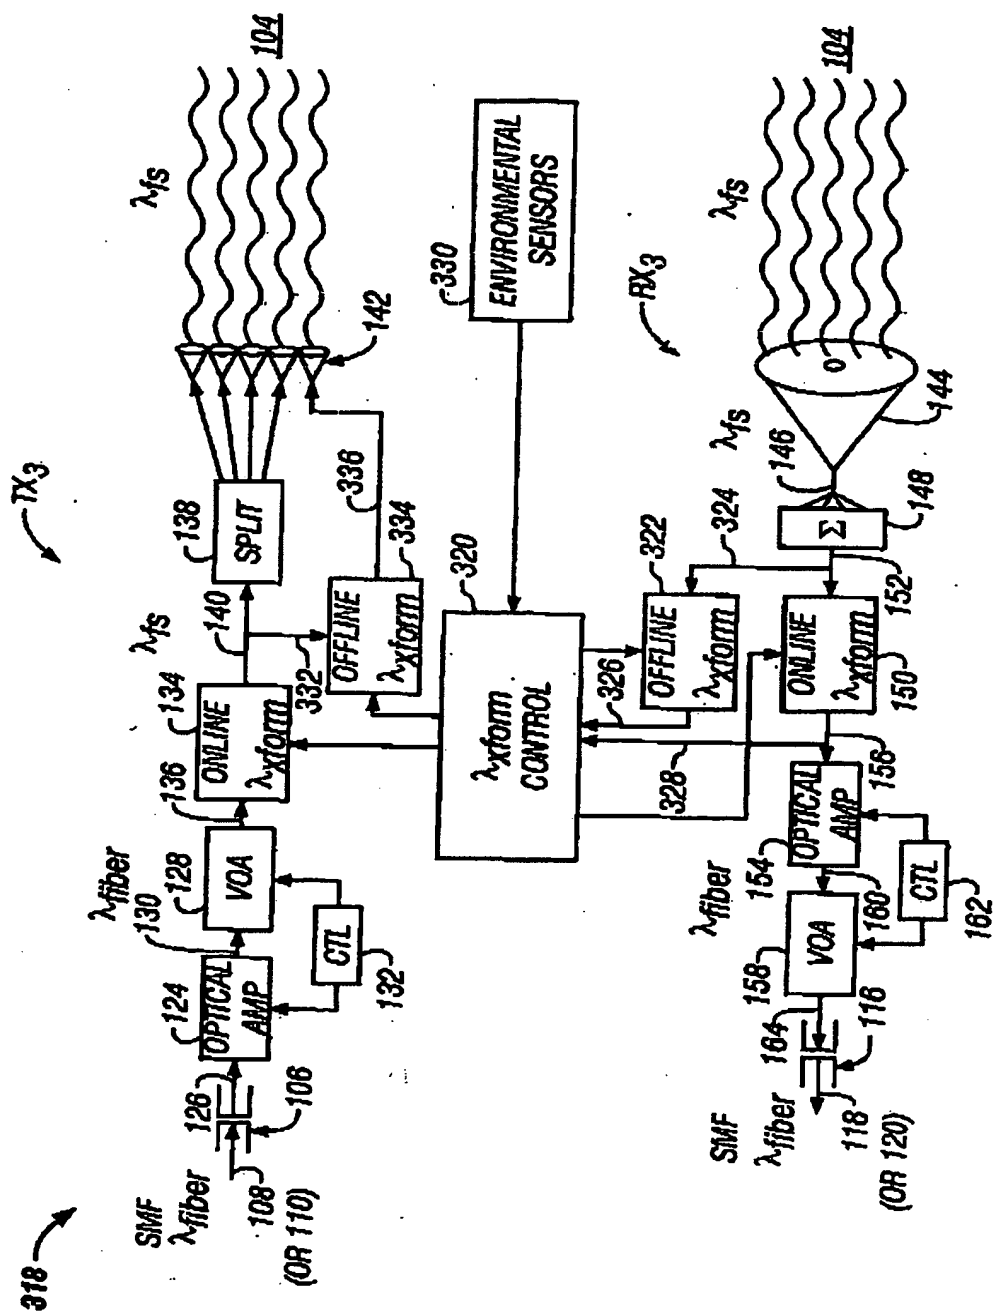 318
TX3
SMF
λfiber
108
(OR 110)
106
126
124
OPTICAL
AMP
130
λfiber
128
VOA
CTL
132
136
134
ONLINE
λxform
λfs
140
138
SPLIT
332
OFFLINE
λxform
334
336
142
λfs
104
320
λxform
CONTROL
330
ENVIRONMENTAL
SENSORS
RX3
λfs
104
O
144
λfs
146
Σ
148
324
322
OFFLINE
λxform
326
328
152
ONLINE
λxform
150
156
154
OPTICAL
AMP
λfiber
160
158
VOA
CTL
162
164
116
SMF
λfiber
118
(OR 120)